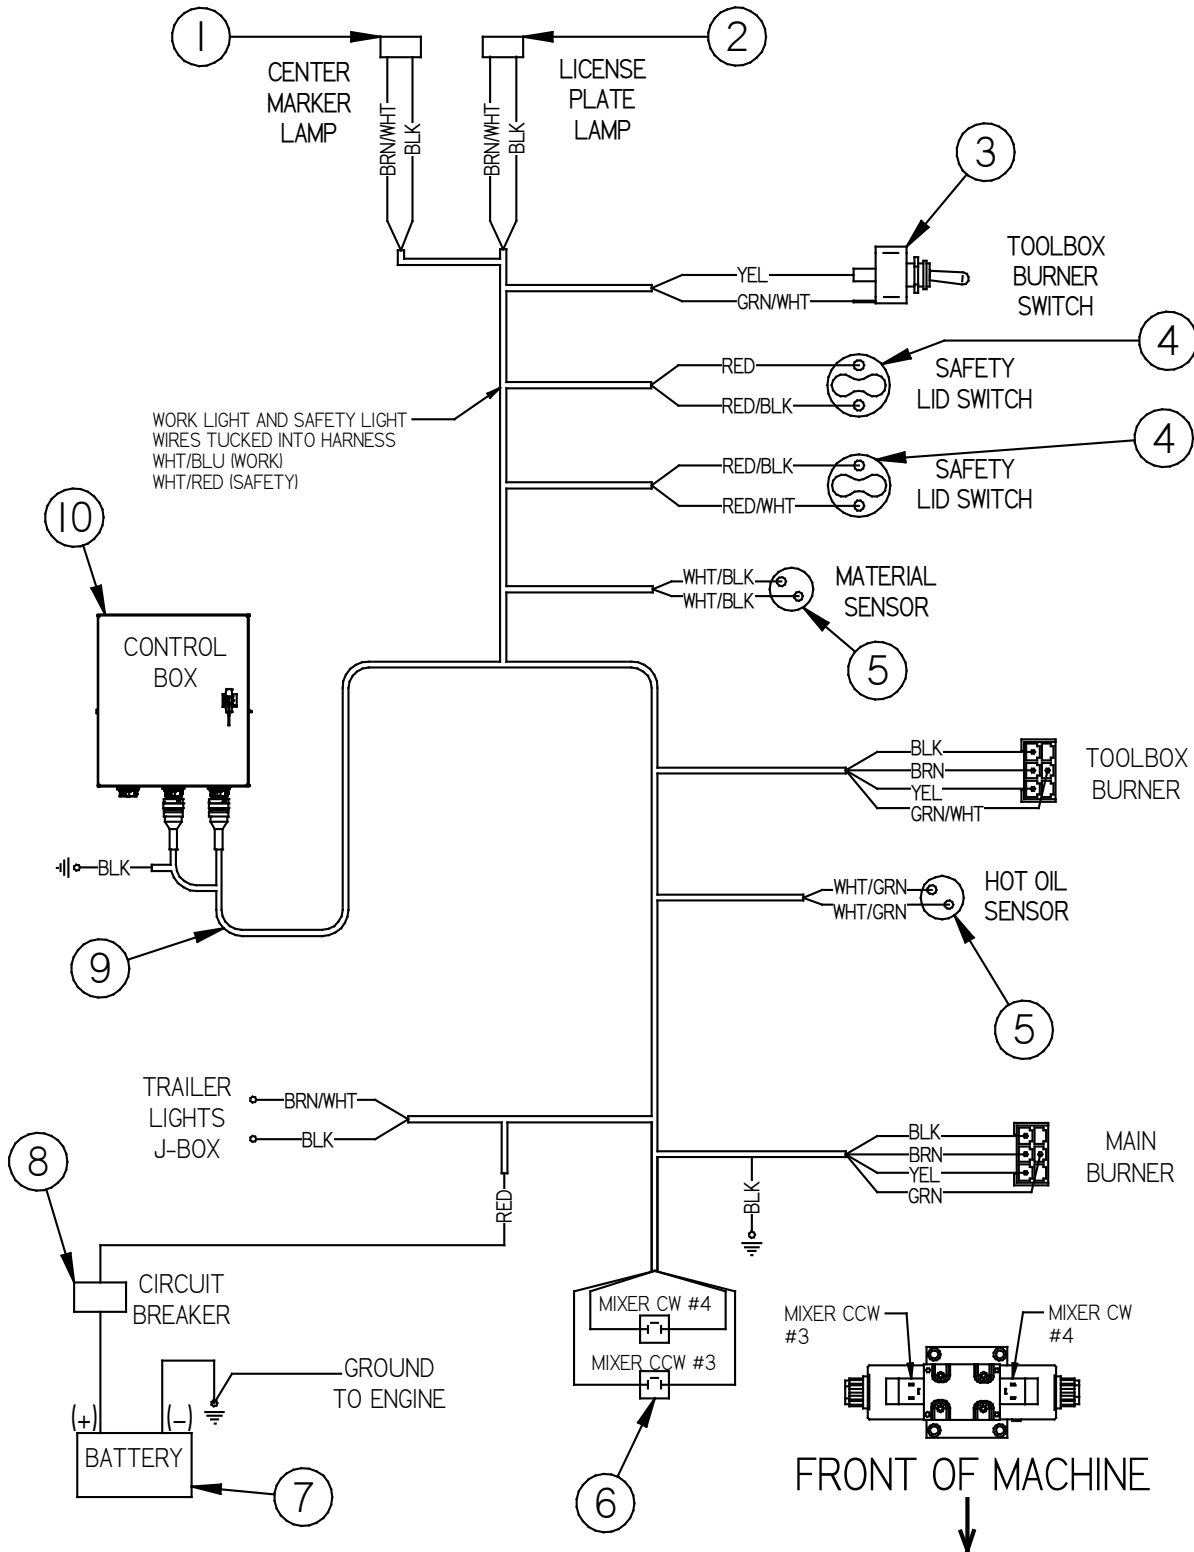 1
2
CENTER
MARKER
LAMP
LICENSE
PLATE
LAMP
BRN/WHT
BLK
BRN/WHT
BLK
3
YEL
GRN/WHT
TOOLBOX
BURNER
SWITCH
4
RED
RED/BLK
SAFETY
LID SWITCH
WORK LIGHT AND SAFETY LIGHT
WIRES TUCKED INTO HARNESS
WHT/BLU (WORK)
WHT/RED (SAFETY)
4
RED/BLK
RED/WHT
SAFETY
LID SWITCH
10
WHT/BLK
WHT/BLK
MATERIAL
SENSOR
5
CONTROL
BOX
BLK
BRN
YEL
GRN/WHT
TOOLBOX
BURNER
BLK
WHT/GRN
WHT/GRN
HOT OIL
SENSOR
9
5
TRAILER
LIGHTS
J-BOX
BRN/WHT
BLK
BLK
BRN
YEL
GRN
MAIN
BURNER
8
RED
BLK
CIRCUIT
BREAKER
MIXER CW #4
MIXER CCW #3
MIXER CCW
#3
MIXER CW
#4
GROUND
TO ENGINE
(+)
(-)
BATTERY
7
6
FRONT OF MACHINE